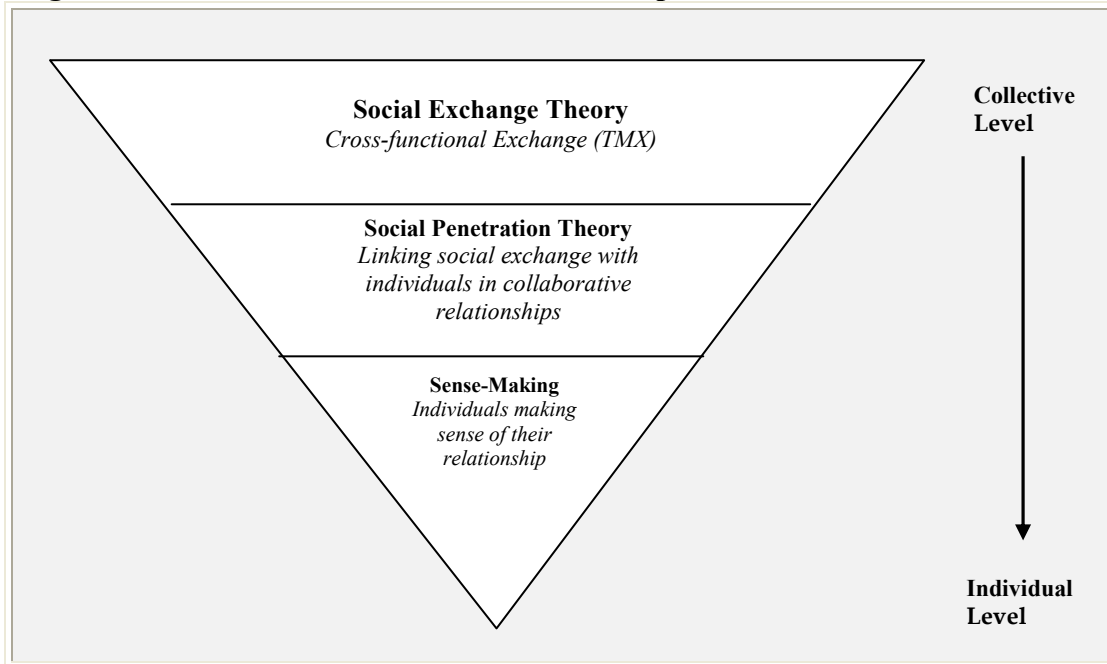 Social Exchange Theory
Cross-functional Exchange (TMX)
Social Penetration Theory
Linking social exchange with
individuals in collaborative
relationships
Sense-Making
Individuals making
sense of their
relationship
Collective
Level
Individual
Level